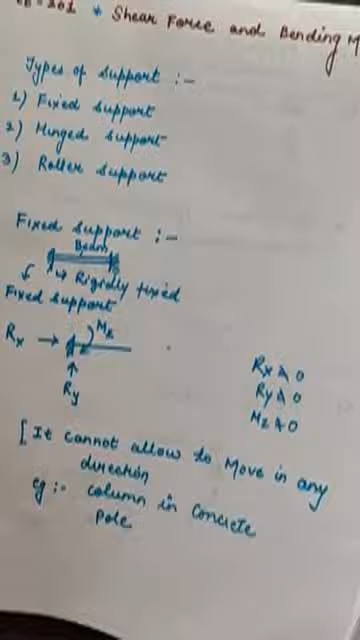 * Shear Force and Bending M
Types of support :-
1) Fixed support
2) Hinged support
3) Roller support
Fixed support :-
Beam
↳ Rigidly fixed
Fixed support
Rx → Mz
Ry
Rx ≠ 0
Ry ≠ 0
Mz ≠ 0
[It cannot allow to Move in any
direction
eg :- column in Concrete
Pole